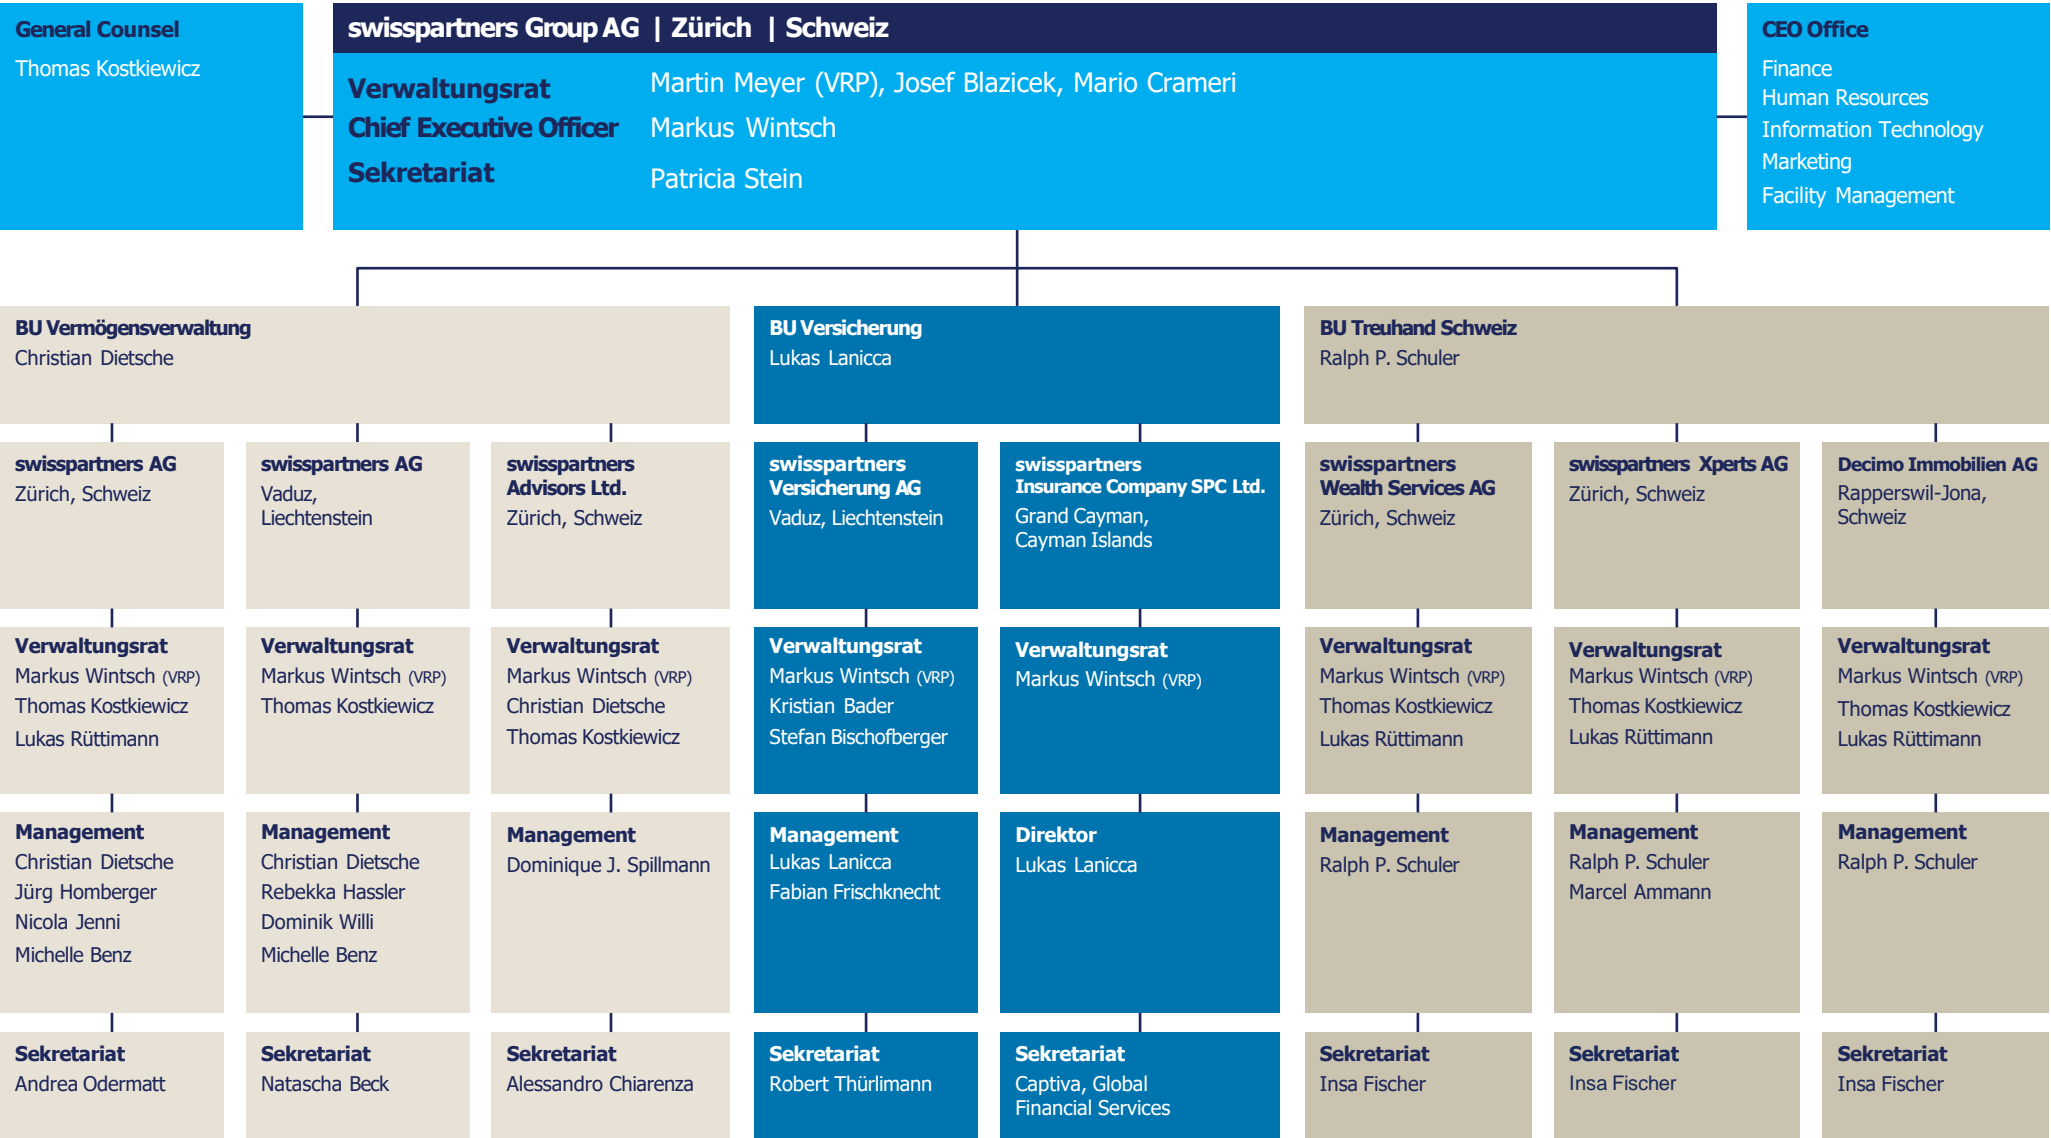 General Counsel
Thomas Kostkiewicz
swisspartners Group AG | Zürich | Schweiz
Verwaltungsrat Martin Meyer (VRP), Josef Blazicek, Mario Crameri
Chief Executive Officer Markus Wintsch
Sekretariat Patricia Stein
CEO Office
Finance
Human Resources
Information Technology
Marketing
Facility Management
BU Vermögensverwaltung
Christian Dietsche
BU Versicherung
Lukas Lanicca
BU Treuhand Schweiz
Ralph P. Schuler
swisspartners AG
Zürich, Schweiz
swisspartners AG
Vaduz,
Liechtenstein
swisspartners
Advisors Ltd.
Zürich, Schweiz
swisspartners
Versicherung AG
Vaduz, Liechtenstein
swisspartners
Insurance Company SPC Ltd.
Grand Cayman,
Cayman Islands
swisspartners
Wealth Services AG
Zürich, Schweiz
swisspartners Xperts AG
Zürich, Schweiz
Decimo Immobilien AG
Rapperswil-Jona,
Schweiz
Verwaltungsrat
Markus Wintsch (VRP)
Thomas Kostkiewicz
Lukas Rüttimann
Verwaltungsrat
Markus Wintsch (VRP)
Thomas Kostkiewicz
Verwaltungsrat
Markus Wintsch (VRP)
Christian Dietsche
Thomas Kostkiewicz
Verwaltungsrat
Markus Wintsch (VRP)
Kristian Bader
Stefan Bischofberger
Verwaltungsrat
Markus Wintsch (VRP)
Verwaltungsrat
Markus Wintsch (VRP)
Thomas Kostkiewicz
Lukas Rüttimann
Verwaltungsrat
Markus Wintsch (VRP)
Thomas Kostkiewicz
Lukas Rüttimann
Verwaltungsrat
Markus Wintsch (VRP)
Thomas Kostkiewicz
Lukas Rüttimann
Management
Christian Dietsche
Jürg Homberger
Nicola Jenni
Michelle Benz
Management
Christian Dietsche
Rebekka Hassler
Dominik Willi
Michelle Benz
Management
Dominique J. Spillmann
Management
Lukas Lanicca
Fabian Frischknecht
Direktor
Lukas Lanicca
Management
Ralph P. Schuler
Management
Ralph P. Schuler
Marcel Ammann
Management
Ralph P. Schuler
Sekretariat
Andrea Odermatt
Sekretariat
Natascha Beck
Sekretariat
Alessandro Chiarenza
Sekretariat
Robert Thürlimann
Sekretariat
Captiva, Global
Financial Services
Sekretariat
Insa Fischer
Sekretariat
Insa Fischer
Sekretariat
Insa Fischer